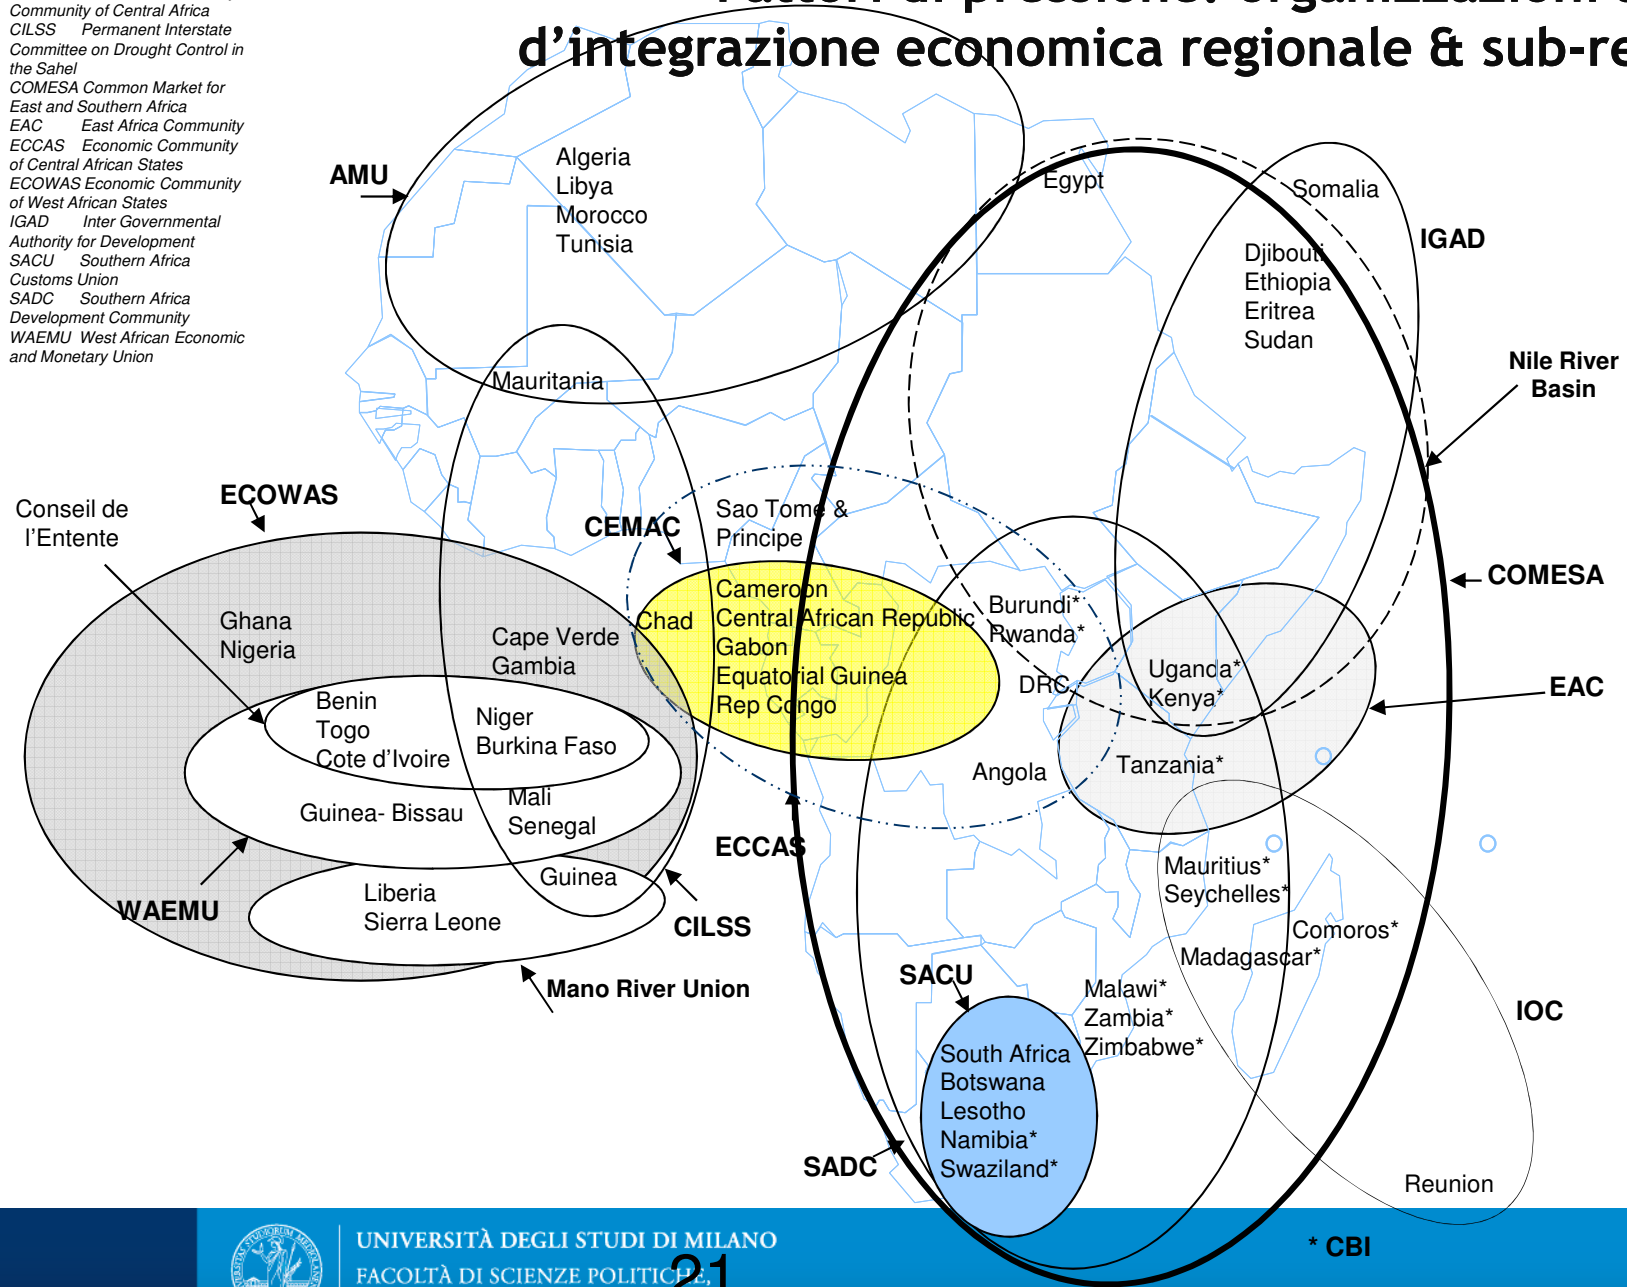 d'integrazione economica regionale & sub-re
Community of Central Africa
CILSS Permanent Interstate
Committee on Drought Control in
the Sahel
COMESA Common Market for
East and Southern Africa
EAC East Africa Community
ECCAS Economic Community
of Central African States
ECOWAS Economic Community
of West African States
IGAD Inter Governmental
Authority for Development
SACU Southern Africa
Customs Union
SADC Southern Africa
Development Community
WAEMU West African Economic
and Monetary Union
AMU
Algeria
Libya
Morocco
Tunisia
Egypt
Somalia
IGAD
Djibouti
Ethiopia
Eritrea
Sudan
Nile River
Basin
Mauritania
Conseil de
l'Entente
ECOWAS
CEMAC
Sao Tome &
Principe
COMESA
Ghana
Nigeria
Cape Verde
Gambia
Chad
Cameroon
Central African Republic
Gabon
Equatorial Guinea
Rep Congo
Burundi*
Rwanda*
DRC
Uganda*
Kenya*
EAC
Benin
Togo
Cote d'Ivoire
Niger
Burkina Faso
Angola
Tanzania*
Guinea- Bissau
Mali
Senegal
ECCAS
Guinea
Liberia
Sierra Leone
WAEMU
CILSS
Mano River Union
Mauritius*
Seychelles*
Comoros*
Madagascar*
SACU
Malawi*
Zambia*
Zimbabwe*
IOC
South Africa
Botswana
Lesotho
Namibia*
Swaziland*
SADC
Reunion
* CBI
UNIVERSITÀ DEGLI STUDI DI MILANO
FACOLTÀ DI SCIENZE POLITICHE,
21